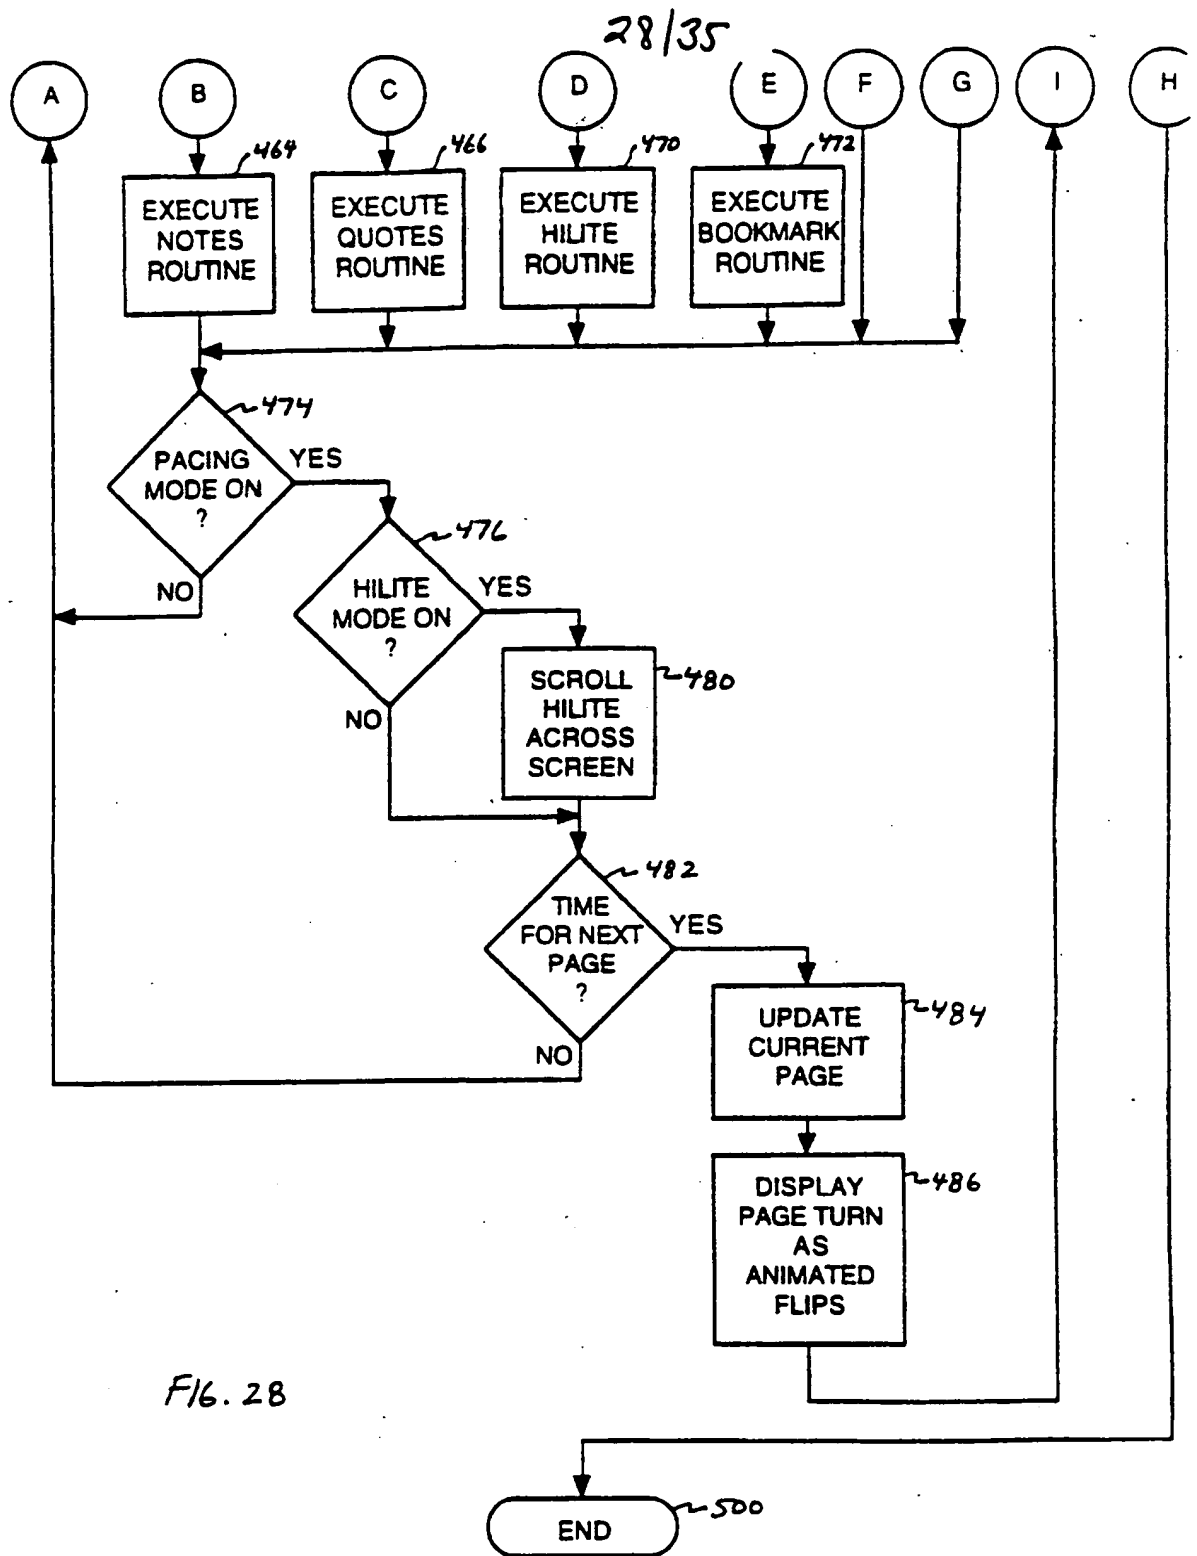 28/35
A
B
C
D
E
F
G
I
H
464
466
470
472
EXECUTE
NOTES
ROUTINE
EXECUTE
QUOTES
ROUTINE
EXECUTE
HILITE
ROUTINE
EXECUTE
BOOKMARK
ROUTINE
474
PACING
MODE ON
?
YES
NO
476
HILITE
MODE ON
?
YES
NO
480
SCROLL
HILITE
ACROSS
SCREEN
482
TIME
FOR NEXT
PAGE
?
YES
NO
484
UPDATE
CURRENT
PAGE
486
DISPLAY
PAGE TURN
AS
ANIMATED
FLIPS
FIG. 28
500
END